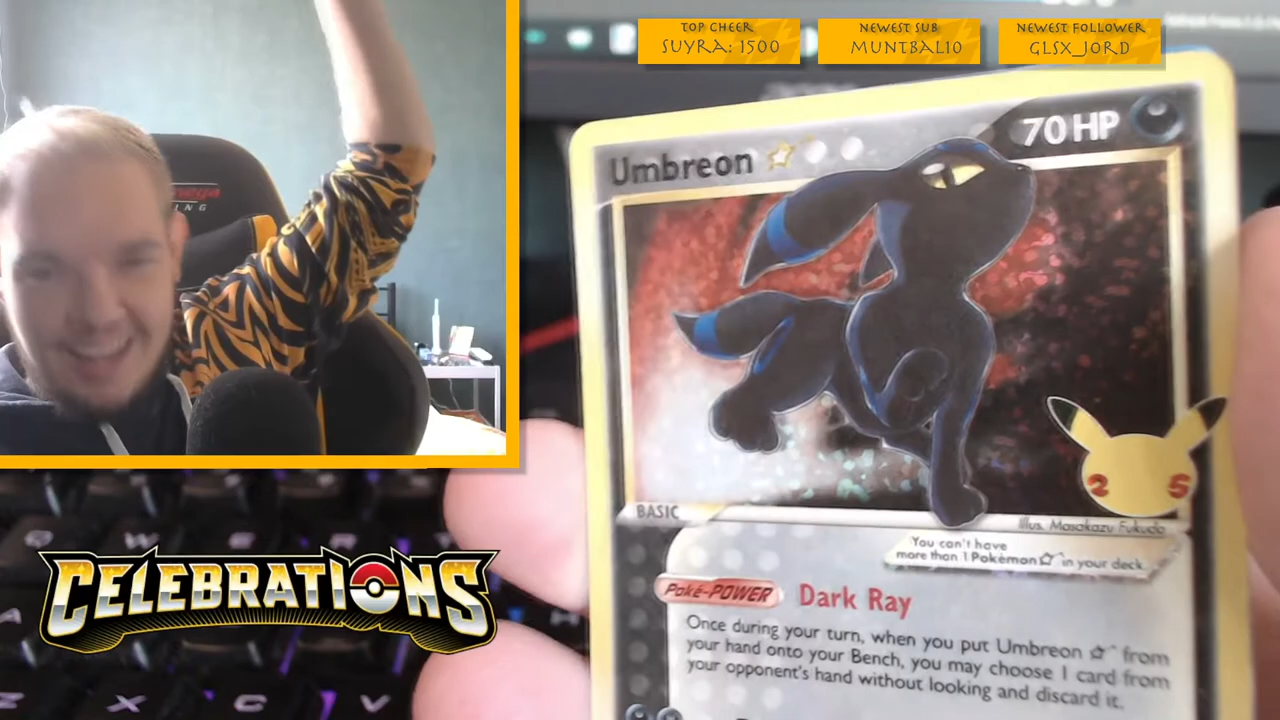 TOP CHEER
SUYRA: 1500
NEWEST SUB
MUNTBAL10
NEWEST FOLLOWER
GLSX_JORD
Umbreon
70 HP
BASIC
Illus. Masakazu Fukuda
You can't have
more than 1 Pokémon ☆ in your deck.
Poké-POWER Dark Ray
Once during your turn, when you put Umbreon ☆ from
your hand onto your Bench, you may choose 1 card from
your opponent's hand without looking and discard it.
25
CELEBRATIONS
Q W E R
Z X C V